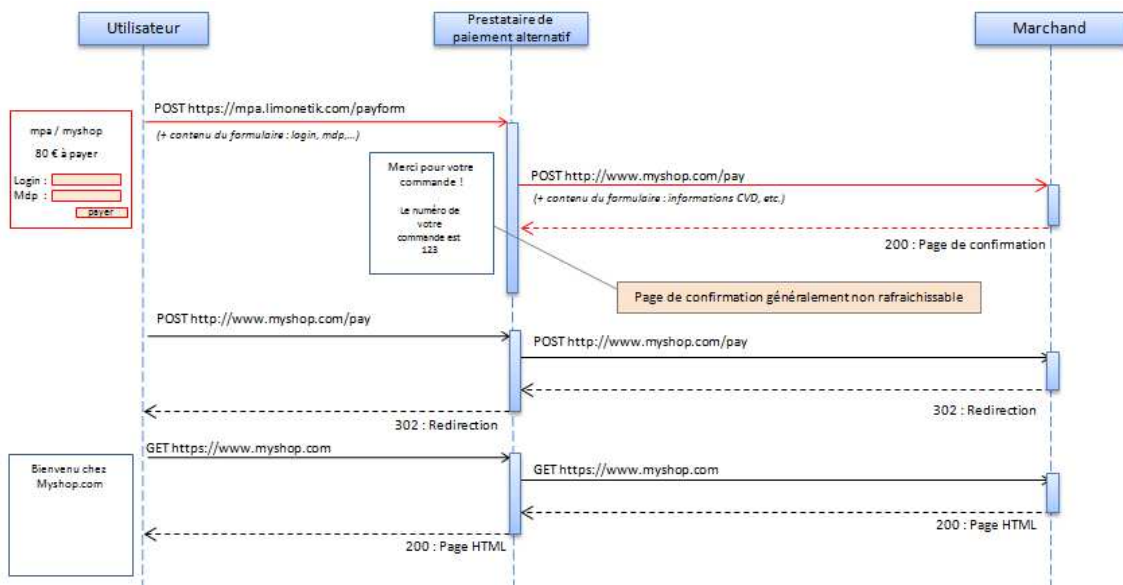 Utilisateur
Prestataire de
paiement alternatif
Marchand
POST https://mpa.limonetik.com/payform
(+ contenu du formulaire : login, mdp,...)
mpa / myshop
80 € à payer
Login :
Mdp :
payer
Merci pour votre
commande !
Le numéro de
votre
commande est
123
POST http://www.myshop.com/pay
(+ contenu du formulaire : informations CVD, etc.)
200 : Page de confirmation
Page de confirmation généralement non rafraichissable
POST http://www.myshop.com/pay
POST http://www.myshop.com/pay
302 : Redirection
302 : Redirection
GET https://www.myshop.com
Bienvenu chez
Myshop.com
GET https://www.myshop.com
200 : Page HTML
200 : Page HTML